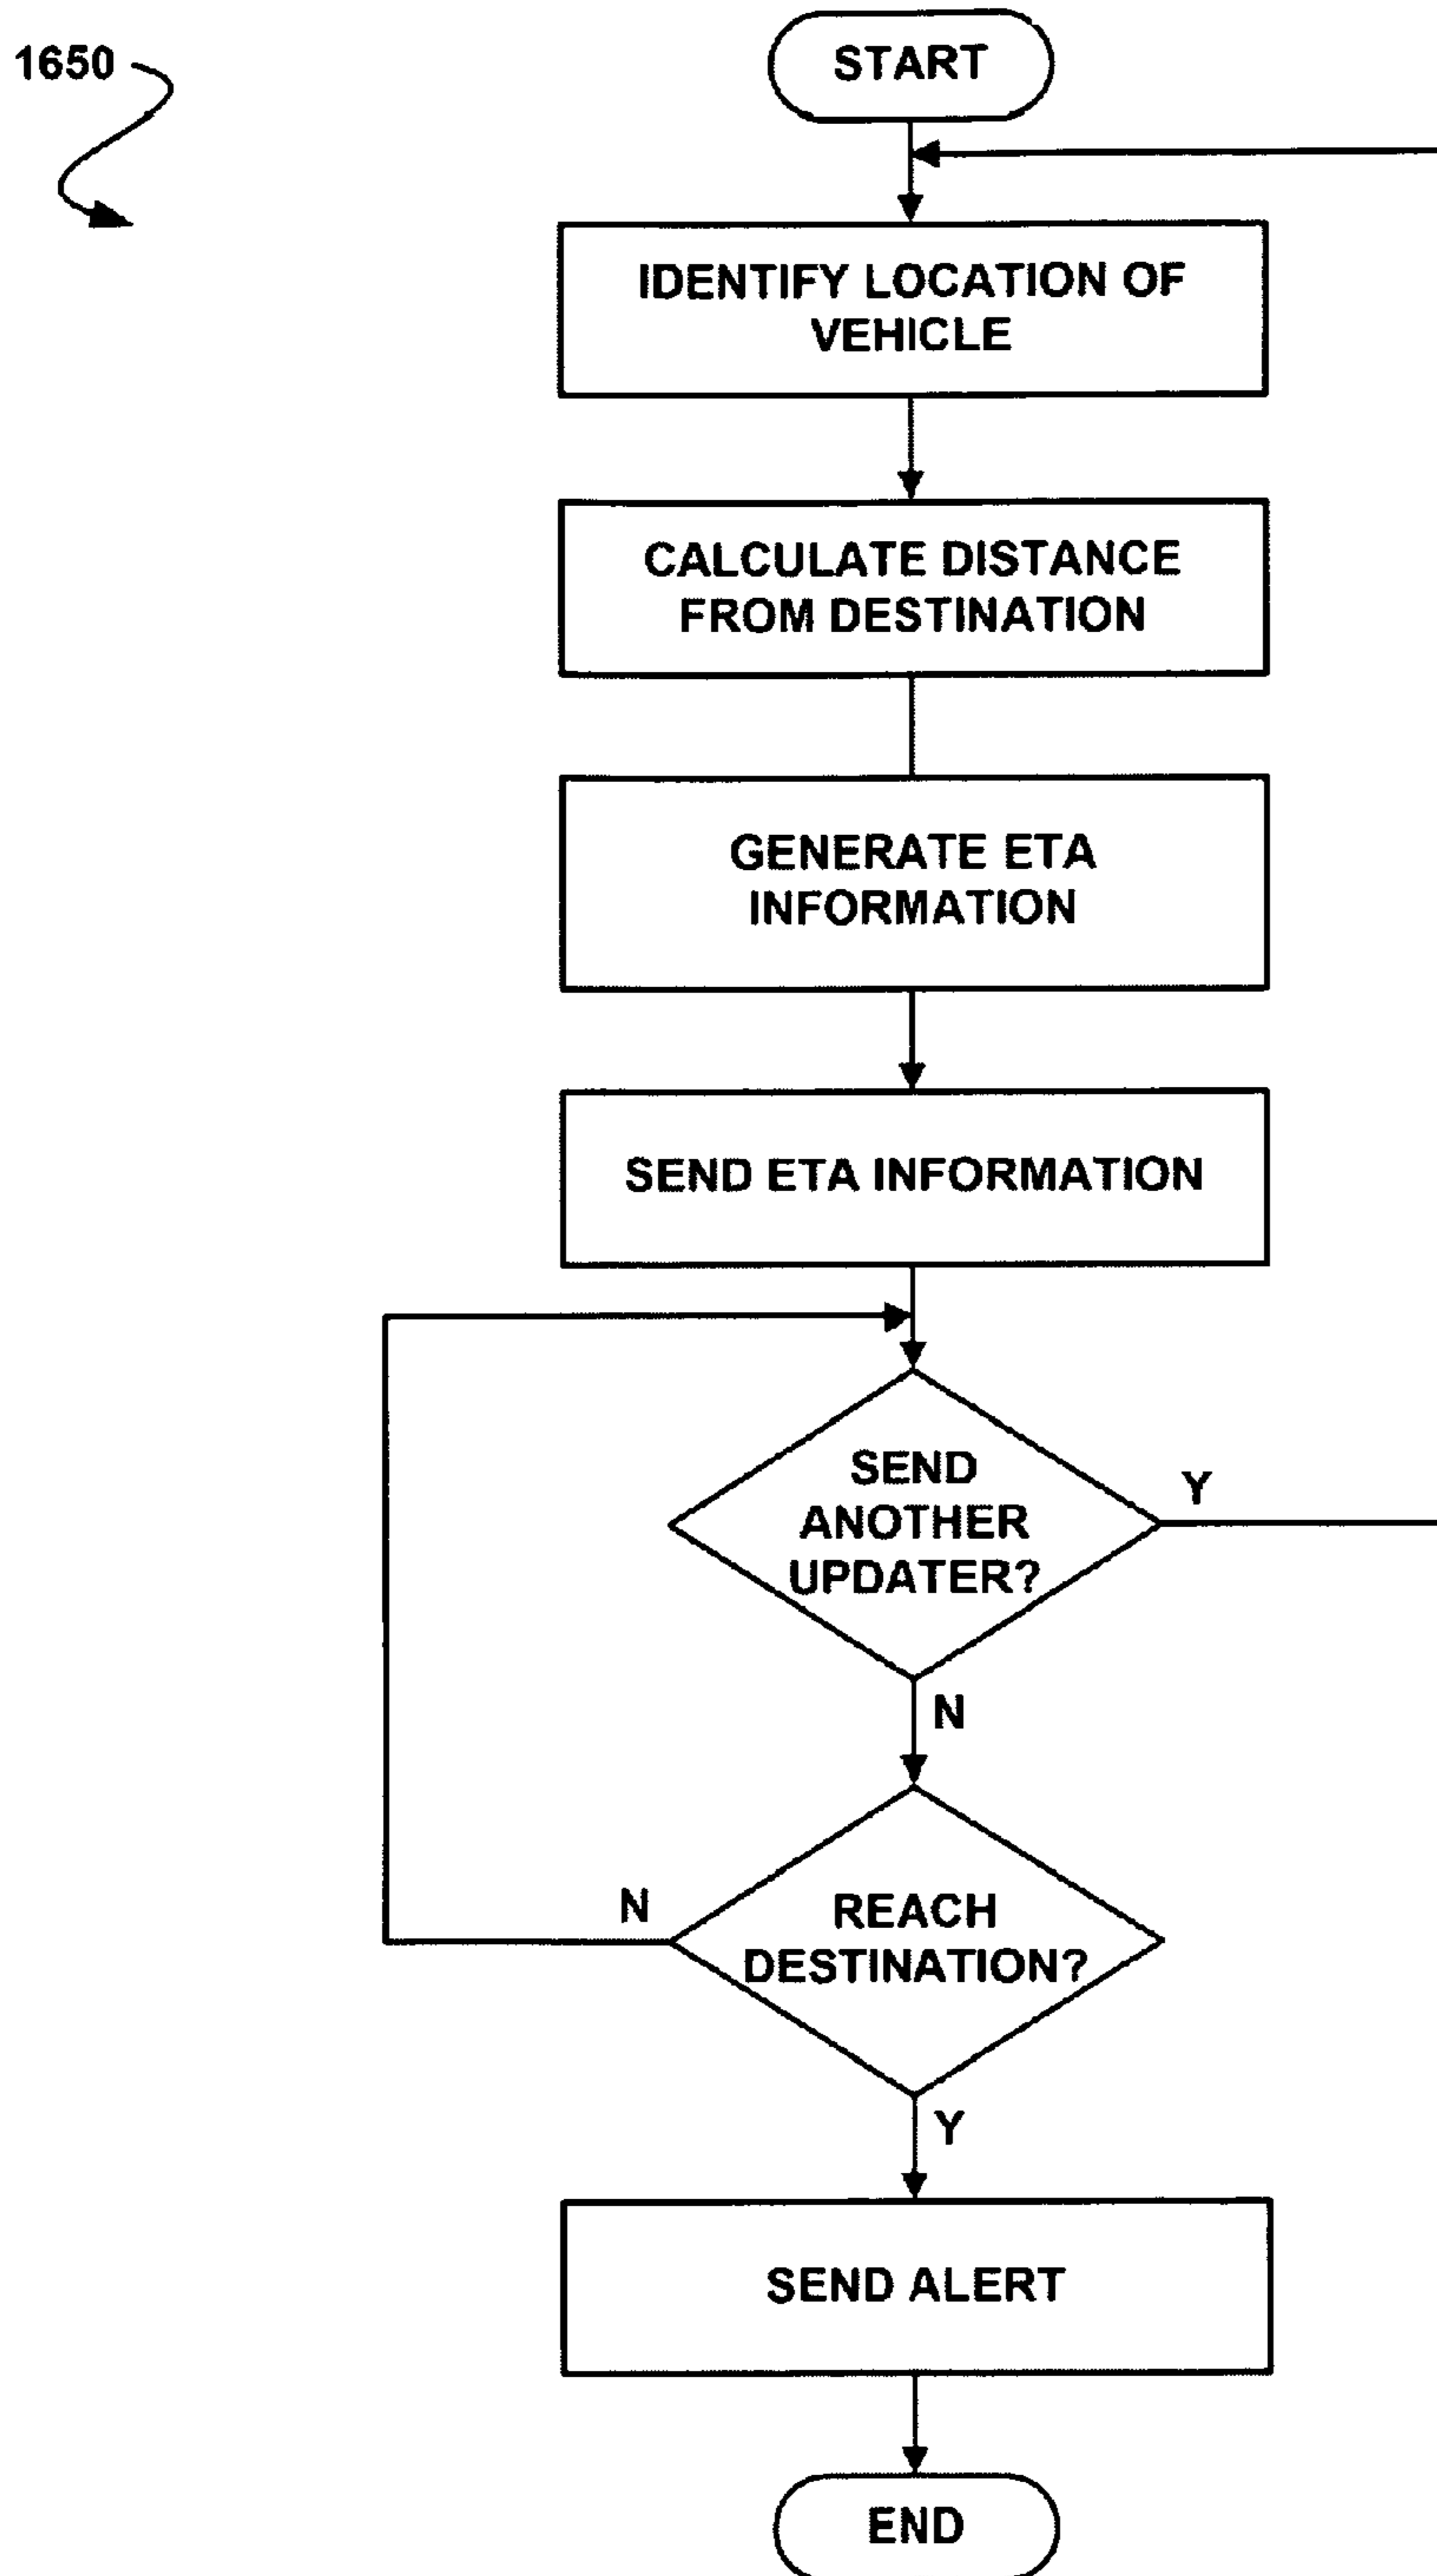 1650
START
IDENTIFY LOCATION OF
VEHICLE
CALCULATE DISTANCE
FROM DESTINATION
GENERATE ETA
INFORMATION
SEND ETA INFORMATION
SEND
ANOTHER
UPDATER?
Y
N
REACH
DESTINATION?
N
Y
SEND ALERT
END